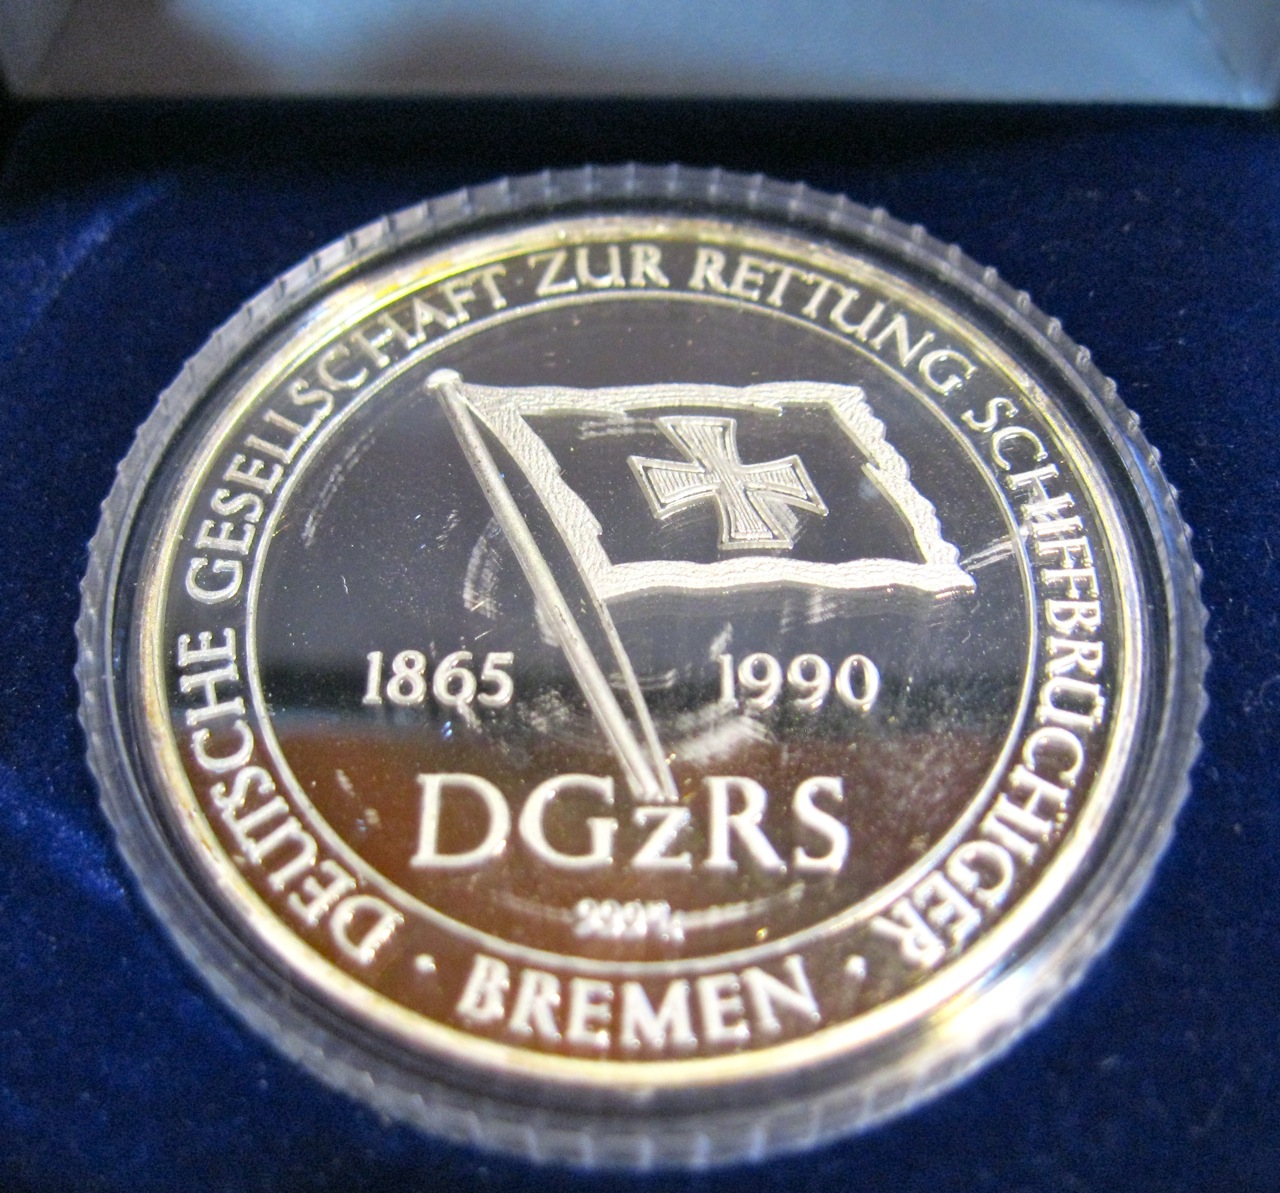 DEUTSCHE GESELLSCHAFT ZUR RETTUNG SCHIFFBRÜCHIGER
1865 1990
DGzRS
· BREMEN ·